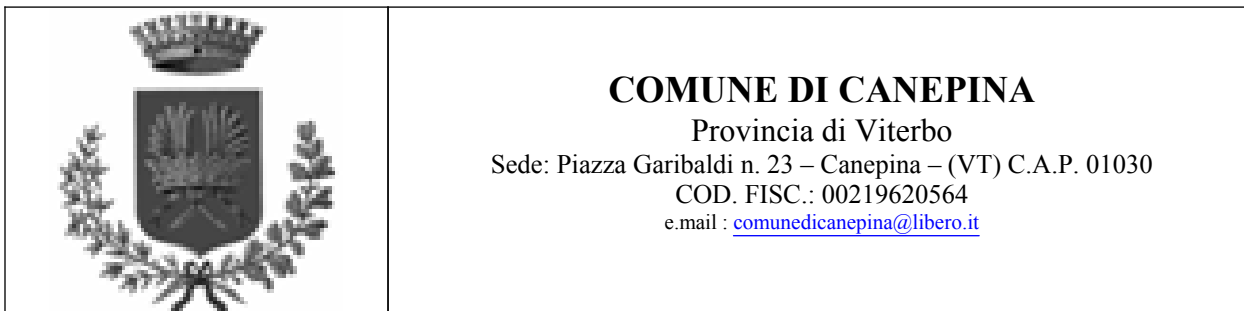 COMUNE DI CANEPINA
Provincia di Viterbo
Sede: Piazza Garibaldi n. 23 – Canepina – (VT) C.A.P. 01030
COD. FISC.: 00219620564
e.mail : comunedicanepina@libero.it